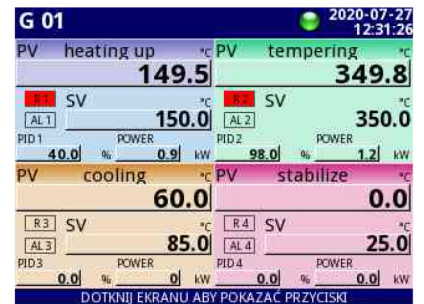 G 01
2020-07-27
12:31:26
PV heating up °C
149.5
R1 SV °C
AL1 150.0
PID1 POWER
40.0 % 0.9 kW
PV tempering °C
349.8
R2 SV °C
AL2 350.0
PID2 POWER
98.0 % 1.2 kW
PV cooling °C
60.0
R3 SV °C
AL3 85.0
PID3 POWER
0.0 % 0 kW
PV stabilize °C
0.0
R4 SV °C
AL4 25.0
PID4 POWER
0.0 % 0.0 kW
DOTKNIJ EKRANU ABY POKAZAĆ PRZYCISKI